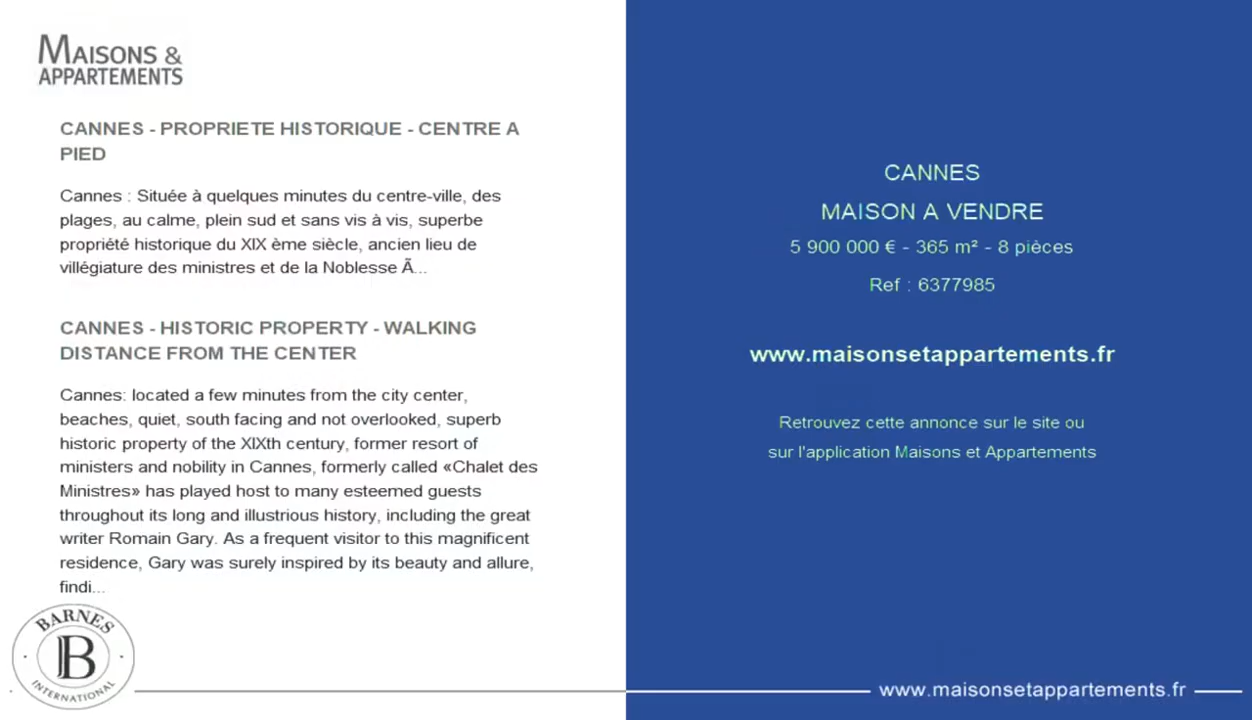 MAISONS &
APPARTEMENTS
CANNES - PROPRIETE HISTORIQUE - CENTRE A
PIED
Cannes : Située à quelques minutes du centre-ville, des
plages, au calme, plein sud et sans vis à vis, superbe
propriété historique du XIX ème siècle, ancien lieu de
villégiature des ministres et de la Noblesse Ã...
CANNES - HISTORIC PROPERTY - WALKING
DISTANCE FROM THE CENTER
Cannes: located a few minutes from the city center,
beaches, quiet, south facing and not overlooked, superb
historic property of the XIXth century, former resort of
ministers and nobility in Cannes, formerly called «Chalet des
Ministres» has played host to many esteemed guests
throughout its long and illustrious history, including the great
writer Romain Gary. As a frequent visitor to this magnificent
residence, Gary was surely inspired by its beauty and allure,
findi...
BARNES
B
INTERNATIONAL
CANNES
MAISON A VENDRE
5 900 000 € - 365 m² - 8 pièces
Ref : 6377985
www.maisonsetappartements.fr
Retrouvez cette annonce sur le site ou
sur l'application Maisons et Appartements
www.maisonsetappartements.fr